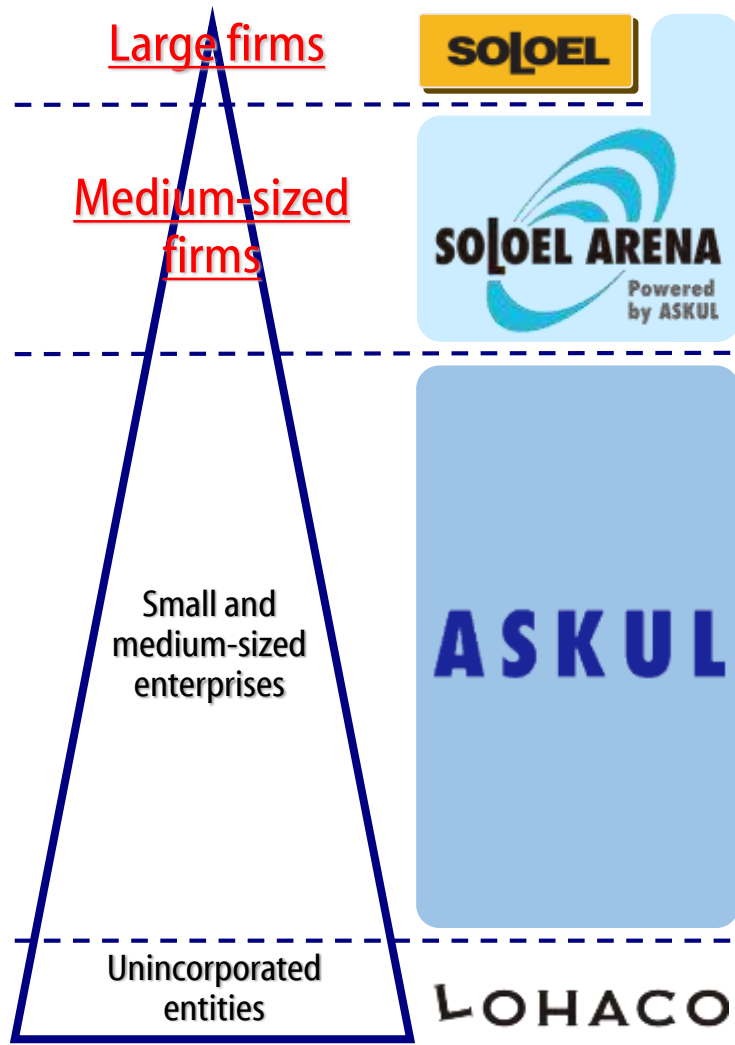 Large firms
SOLOEL
Medium-sized
firms
SOLOEL ARENA
Powered
by ASKUL
Small and
medium-sized
enterprises
ASKUL
Unincorporated
entities
LOHACO